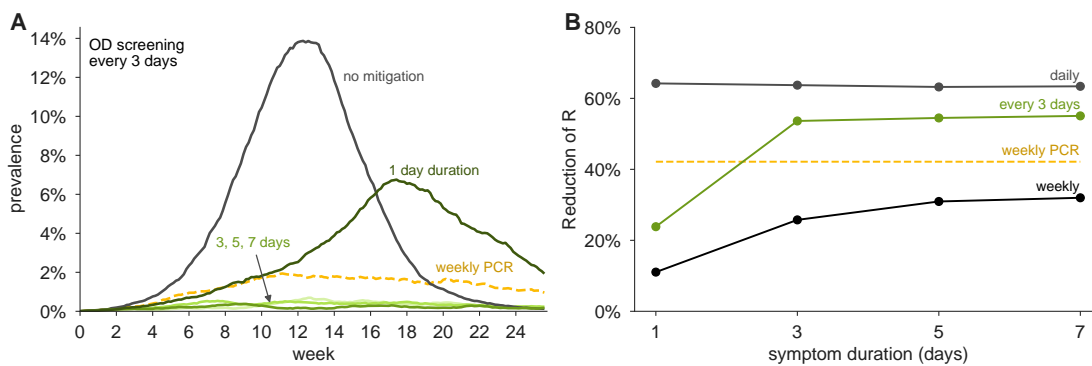 A
OD screening
every 3 days
14%
12%
10%
8%
6%
4%
2%
0%
prevalence
no mitigation
1 day duration
3, 5, 7 days
weekly PCR
0 2 4 6 8 10 12 14 16 18 20 22 24
week
B
80%
60%
40%
20%
0%
Reduction of R
daily
every 3 days
weekly PCR
weekly
1 3 5 7
symptom duration (days)